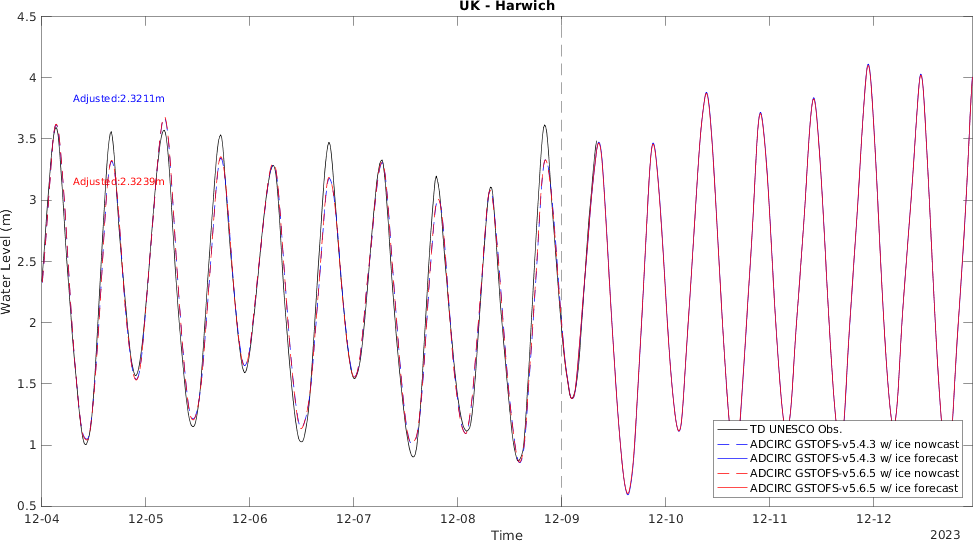 UK - Harwich
4.5
4
3.5
3
2.5
2
1.5
1
0.5
Water Level (m)
Adjusted:2.3211m
Adjusted:2.3239m
TD UNESCO Obs.
ADCIRC GSTOFS-v5.4.3 w/ ice nowcast
ADCIRC GSTOFS-v5.4.3 w/ ice forecast
ADCIRC GSTOFS-v5.6.5 w/ ice nowcast
ADCIRC GSTOFS-v5.6.5 w/ ice forecast
12-04 12-05 12-06 12-07 12-08 12-09 12-10 12-11 12-12
Time
2023